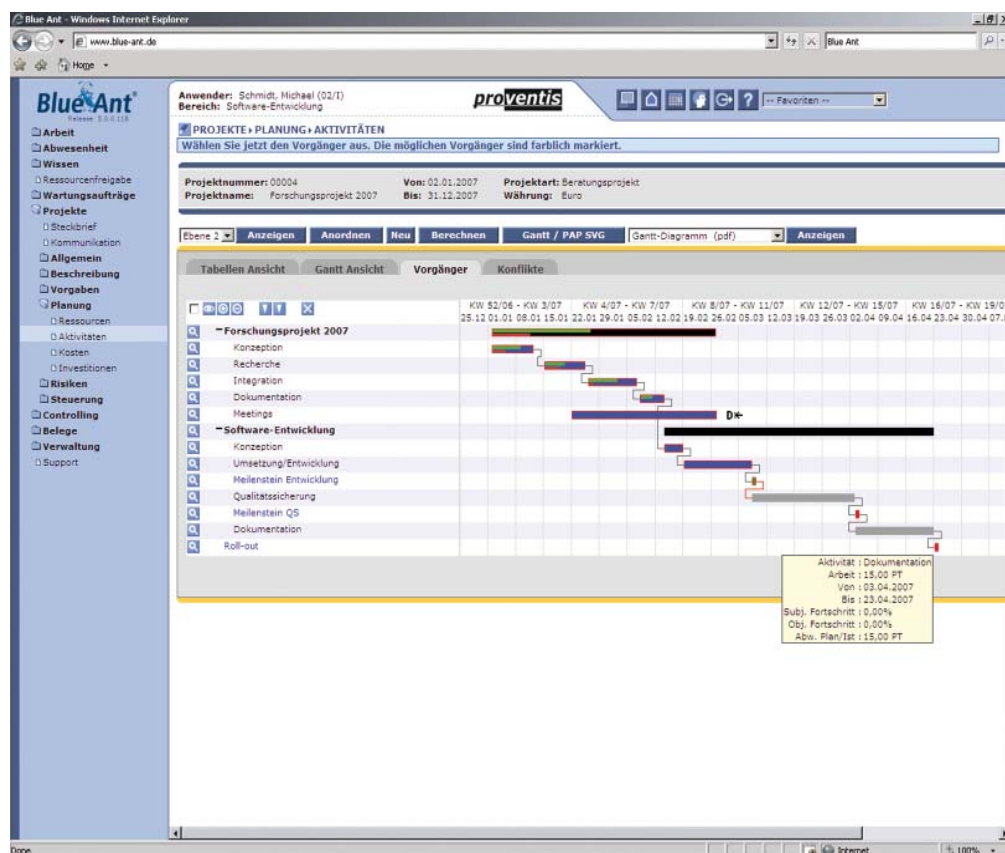 Blue Ant - Windows Internet Explorer
www.blue-ant.de
Blue Ant
Home
Blue Ant
Release 3.0.0.118
Arbeit
Abwesenheit
Wissen
Ressourcenfreigabe
Wartungsaufträge
Projekte
Steckbrief
Kommunikation
Allgemein
Beschreibung
Vorgaben
Planung
Ressourcen
Aktivitäten
Kosten
Investitionen
Risiken
Steuerung
Controlling
Belege
Verwaltung
Support
Anwender: Schmidt, Michael (02/I)
Bereich: Software-Entwicklung
proventis
-- Favoriten --
PROJEKTE PLANUNG AKTIVITÄTEN
Wählen Sie jetzt den Vorgänger aus. Die möglichen Vorgänger sind farblich markiert.
Projektnummer: 00004 Von: 02.01.2007 Projektart: Beratungsprojekt
Projektname: Forschungsprojekt 2007 Bis: 31.12.2007 Währung: Euro
Ebene 2 Anzeigen Anordnen Neu Berechnen Gantt / PAP SVG Gantt-Diagramm (pdf) Anzeigen
Tabellen Ansicht Gantt Ansicht Vorgänger Konflikte
KW 52/06 - KW 3/07 KW 4/07 - KW 7/07 KW 8/07 - KW 11/07 KW 12/07 - KW 15/07 KW 16/07 - KW 19/0
25.12 01.01 08.01 15.01 22.01 29.01 05.02 12.02 19.02 26.02 05.03 12.03 19.03 26.03 02.04 09.04 16.04 23.04 30.04 07.
Forschungsprojekt 2007
Konzeption
Recherche
Integration
Dokumentation
Meetings
D
Software-Entwicklung
Konzeption
Umsetzung/Entwicklung
Meilenstein Entwicklung
Qualitätssicherung
Meilenstein QS
Dokumentation
Roll-out
Aktivität : Dokumentation
Arbeit : 15,00 PT
Von : 03.04.2007
Bis : 23.04.2007
Subj. Fortschritt : 0,00%
Obj. Fortschritt : 0,00%
Abw. Plan/Ist : 15,00 PT
Done
Internet
100%